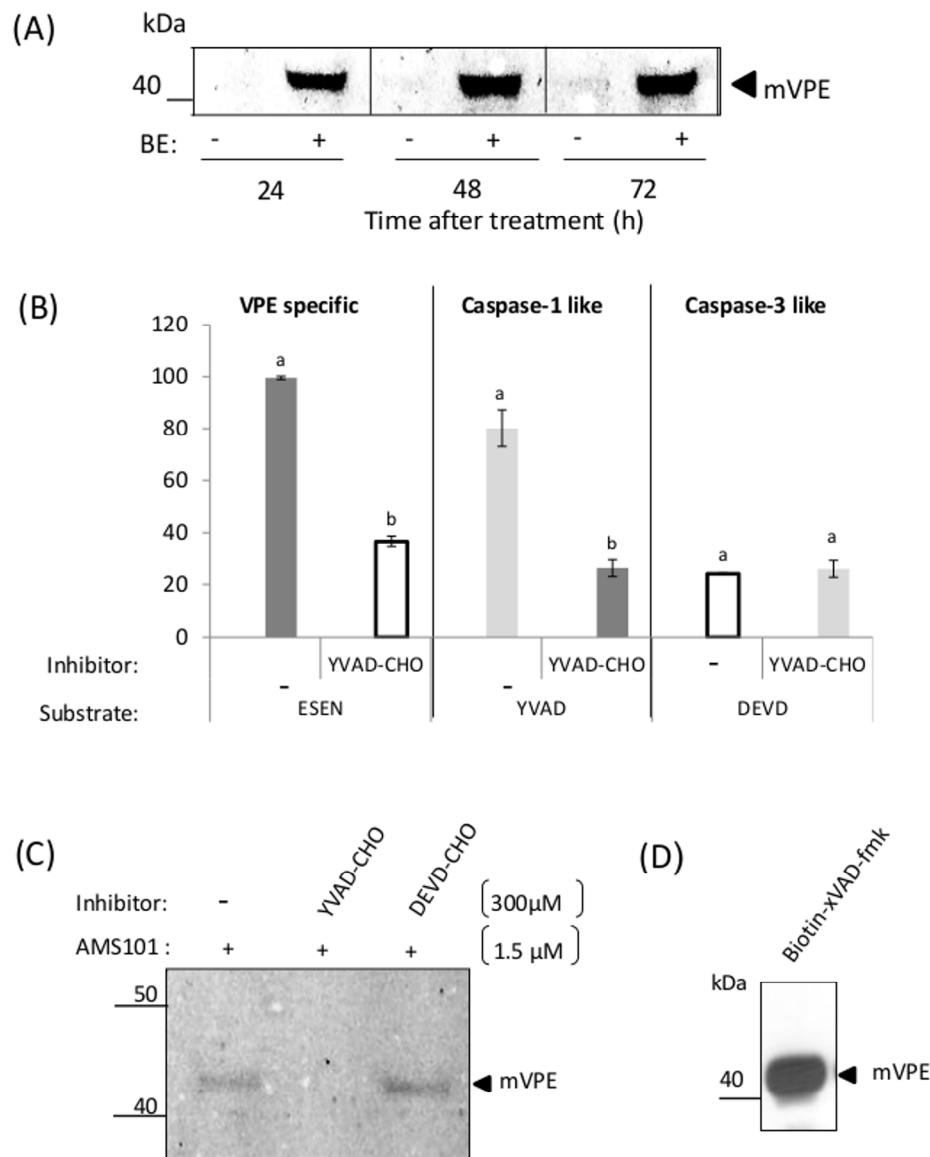 (A)
kDa
40
mVPE
BE: - + - + - +
24 48 72
Time after treatment (h)
(B)
VPE specific Caspase-1 like Caspase-3 like
120
100
80
60
40
20
0
a
b
a
b
a
a
Inhibitor: - YVAD-CHO - YVAD-CHO - YVAD-CHO
Substrate: ESEN YVAD DEVD
(C)
Inhibitor: - YVAD-CHO DEVD-CHO (300μM)
AMS101 : + + + (1.5 μM)
50
40
mVPE
(D)
Biotin-xVAD-fmk
kDa
40
mVPE